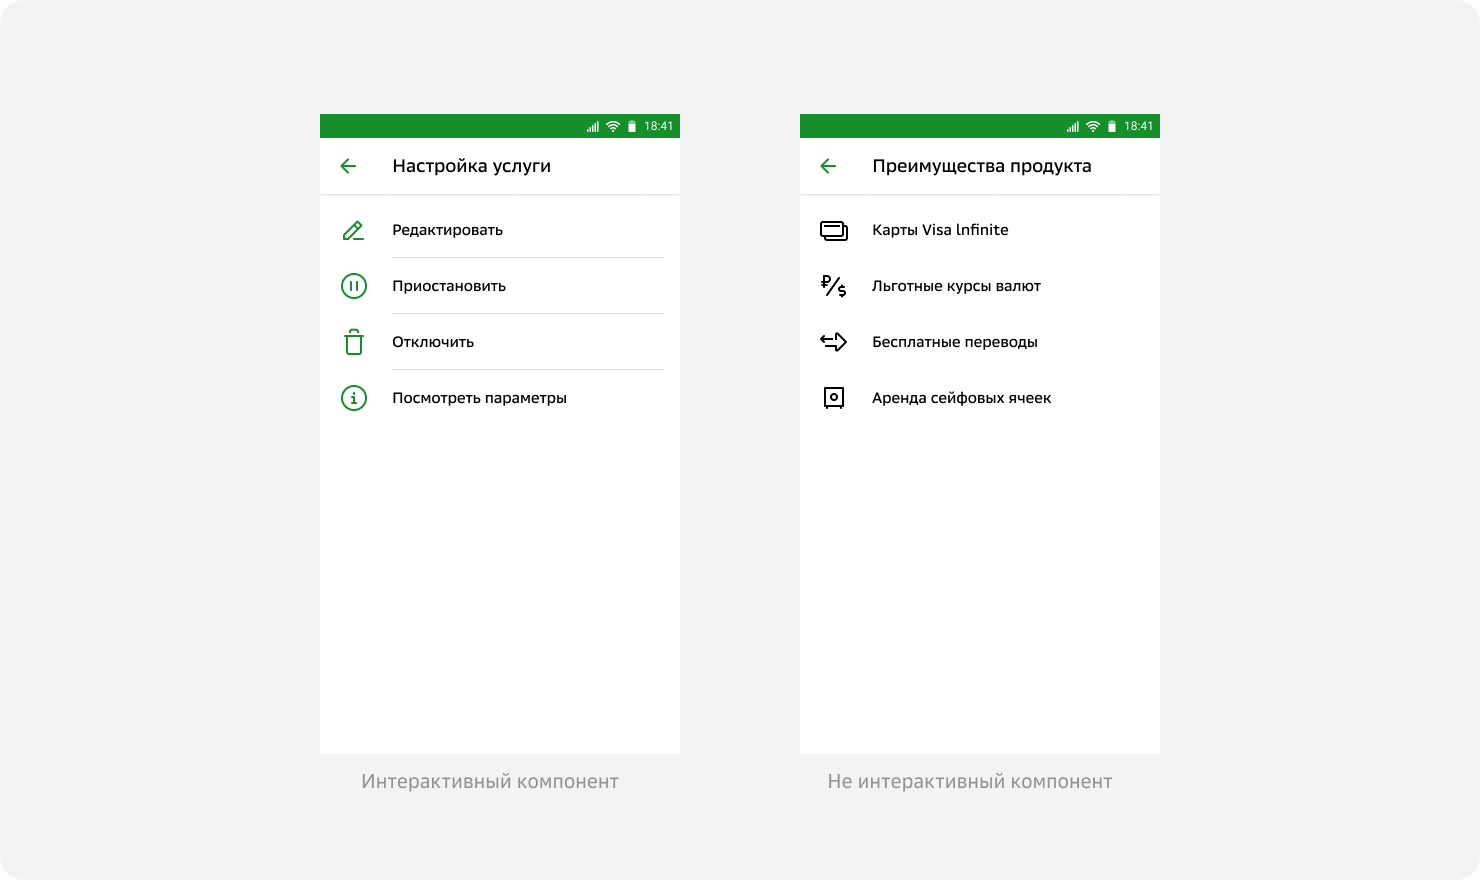 18:41
Настройка услуги
Редактировать
Приостановить
Отключить
Посмотреть параметры
Интерактивный компонент
18:41
Преимущества продукта
Карты Visa lnfinite
Льготные курсы валют
Бесплатные переводы
Аренда сейфовых ячеек
Не интерактивный компонент